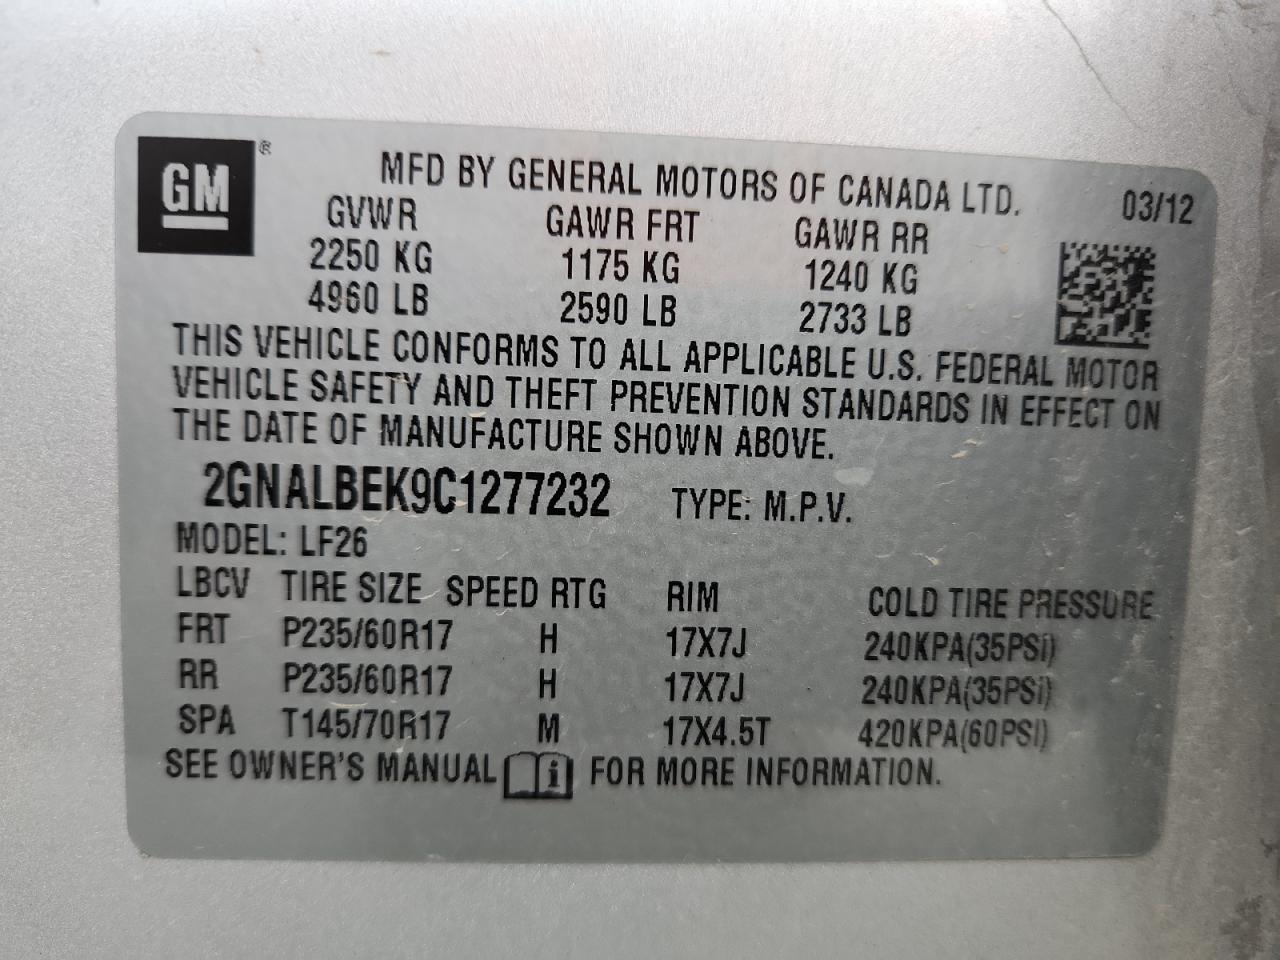 GM ®
MFD BY GENERAL MOTORS OF CANADA LTD. 03/12
GVWR GAWR FRT GAWR RR
2250 KG 1175 KG 1240 KG
4960 LB 2590 LB 2733 LB
THIS VEHICLE CONFORMS TO ALL APPLICABLE U.S. FEDERAL MOTOR
VEHICLE SAFETY AND THEFT PREVENTION STANDARDS IN EFFECT ON
THE DATE OF MANUFACTURE SHOWN ABOVE.
2GNALBEK9C1277232 TYPE: M.P.V.
MODEL: LF26
LBCV TIRE SIZE SPEED RTG RIM COLD TIRE PRESSURE
FRT P235/60R17 H 17X7J 240KPA(35PSI)
RR P235/60R17 H 17X7J 240KPA(35PSI)
SPA T145/70R17 M 17X4.5T 420KPA(60PSI)
SEE OWNER'S MANUAL i FOR MORE INFORMATION.